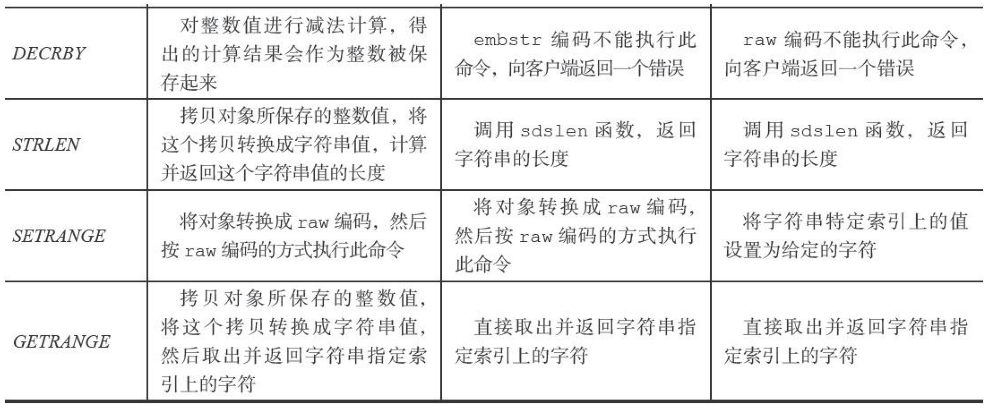 DECRBY
对整数值进行减法计算，得
出的计算结果会作为整数被保
存起来
embstr 编码不能执行此
命令，向客户端返回一个错误
raw 编码不能执行此命令，
向客户端返回一个错误
STRLEN
拷贝对象所保存的整数值，将
这个拷贝转换成字符串值，计算
并返回这个字符串值的长度
调用 sdslen 函数，返回
字符串的长度
调用 sdslen 函数，返回
字符串的长度
SETRANGE
将对象转换成 raw 编码，然后
按 raw 编码的方式执行此命令
将对象转换成 raw 编码，
然后按 raw 编码的方式执行
此命令
将字符串特定索引上的值
设置为给定的字符
GETRANGE
拷贝对象所保存的整数值，
将这个拷贝转换成字符串值，
然后取出并返回字符串指定索
引上的字符
直接取出并返回字符串指
定索引上的字符
直接取出并返回字符串指
定索引上的字符